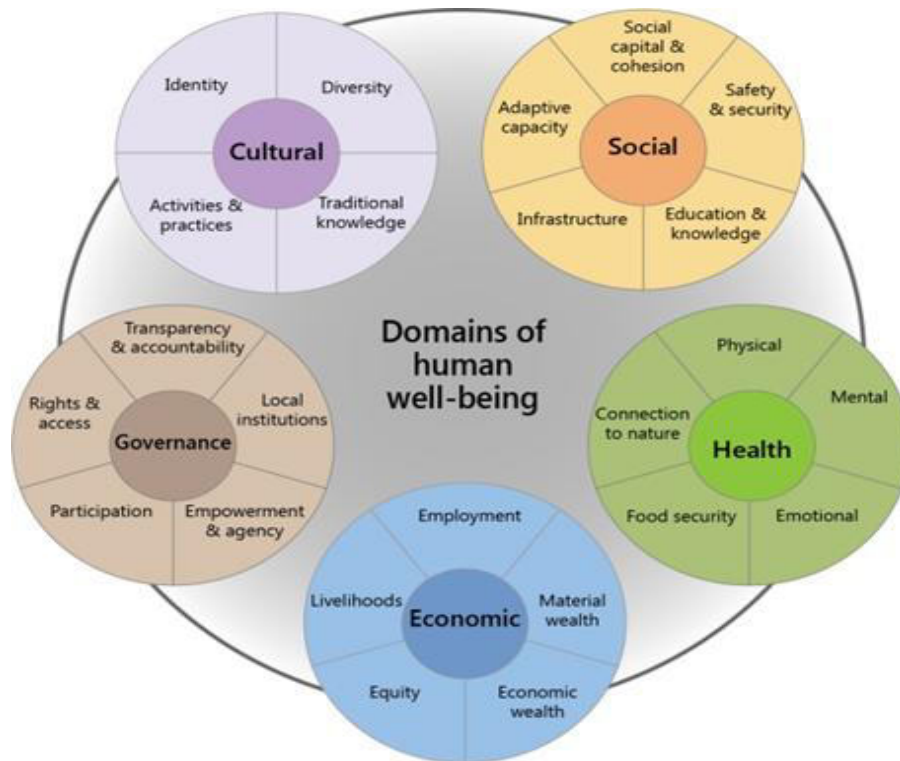 Identity
Diversity
Cultural
Activities &
practices
Traditional
knowledge
Social
capital &
cohesion
Safety
& security
Adaptive
capacity
Social
Infrastructure
Education &
knowledge
Domains of
human
well-being
Transparency
& accountability
Rights &
access
Local
institutions
Governance
Participation
Empowerment
& agency
Physical
Mental
Connection
to nature
Health
Food security
Emotional
Employment
Livelihoods
Material
wealth
Economic
Equity
Economic
wealth